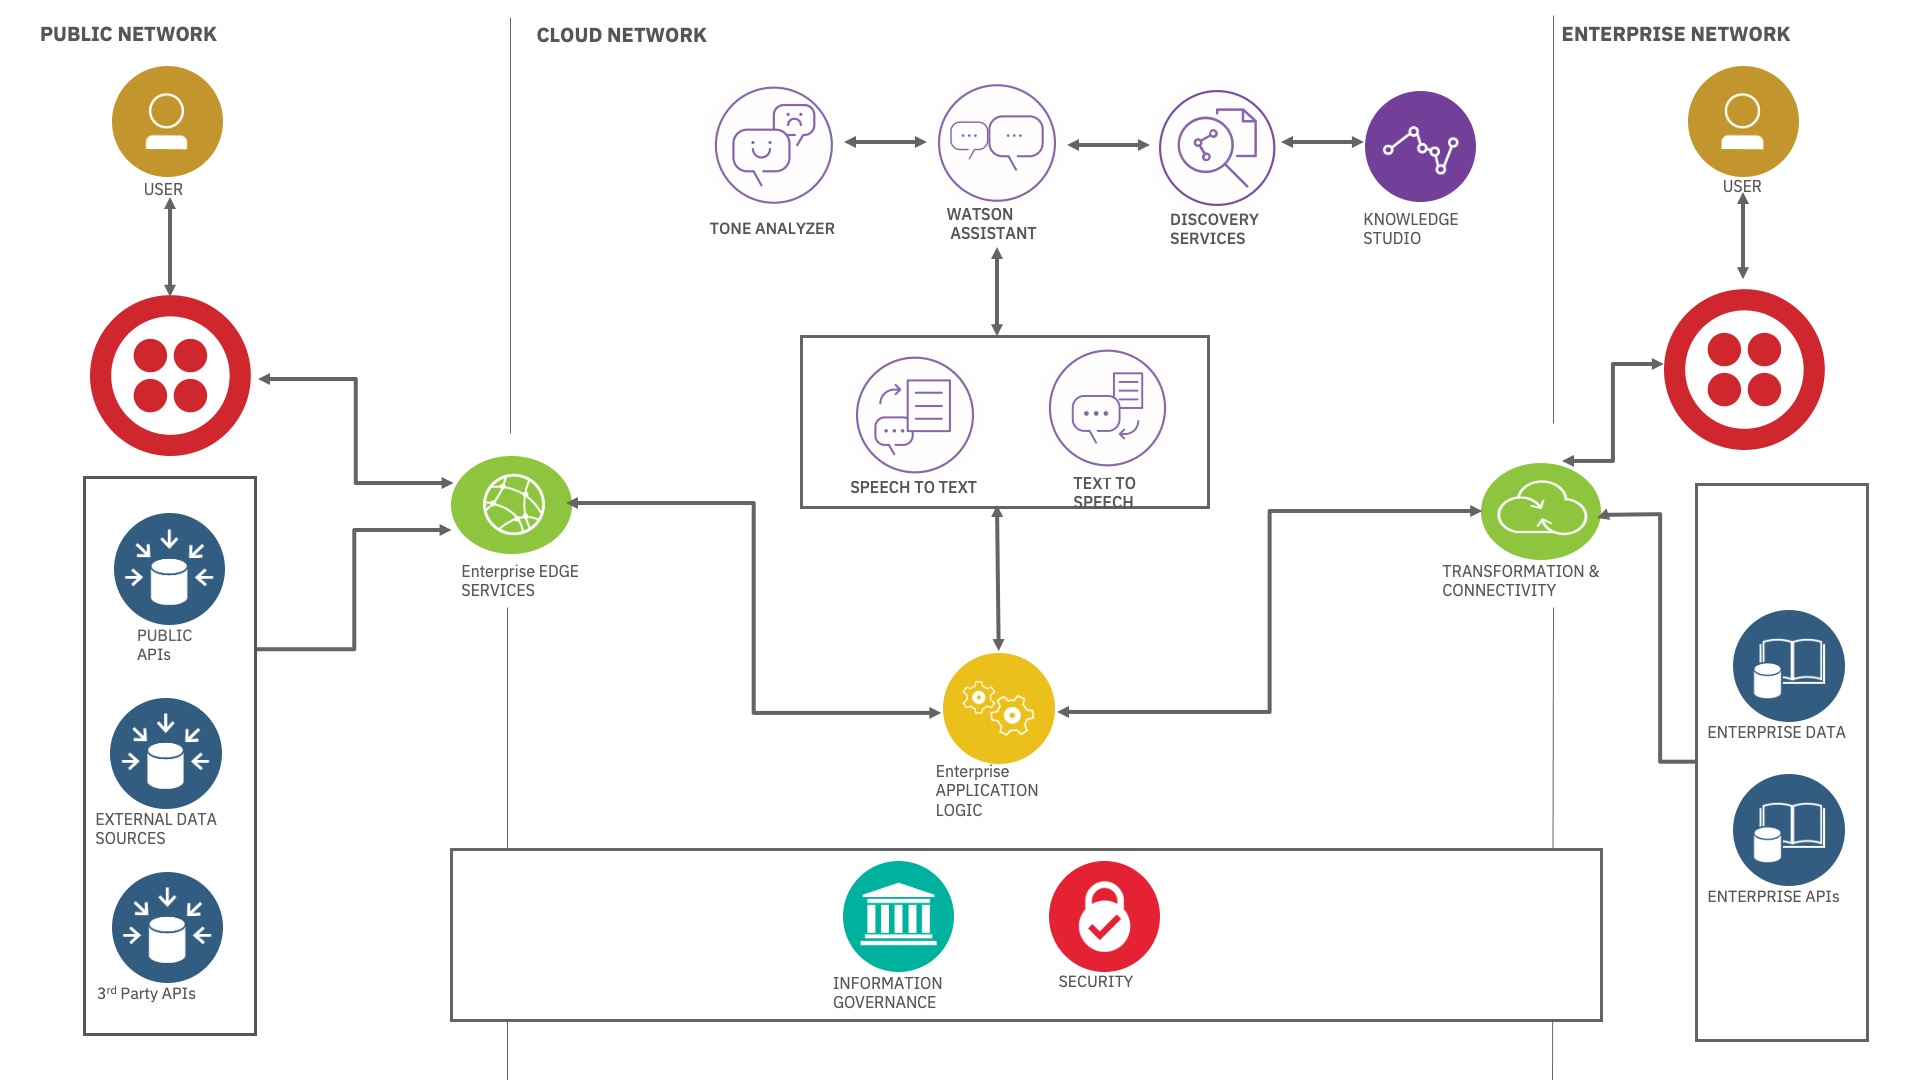 PUBLIC NETWORK
CLOUD NETWORK
ENTERPRISE NETWORK
USER
TONE ANALYZER
WATSON
ASSISTANT
DISCOVERY
SERVICES
KNOWLEDGE
STUDIO
USER
SPEECH TO TEXT
TEXT TO
SPEECH
Enterprise EDGE
SERVICES
TRANSFORMATION &
CONNECTIVITY
PUBLIC
APIs
EXTERNAL DATA
SOURCES
3rd Party APIs
Enterprise
APPLICATION
LOGIC
ENTERPRISE DATA
ENTERPRISE APIs
INFORMATION
GOVERNANCE
SECURITY